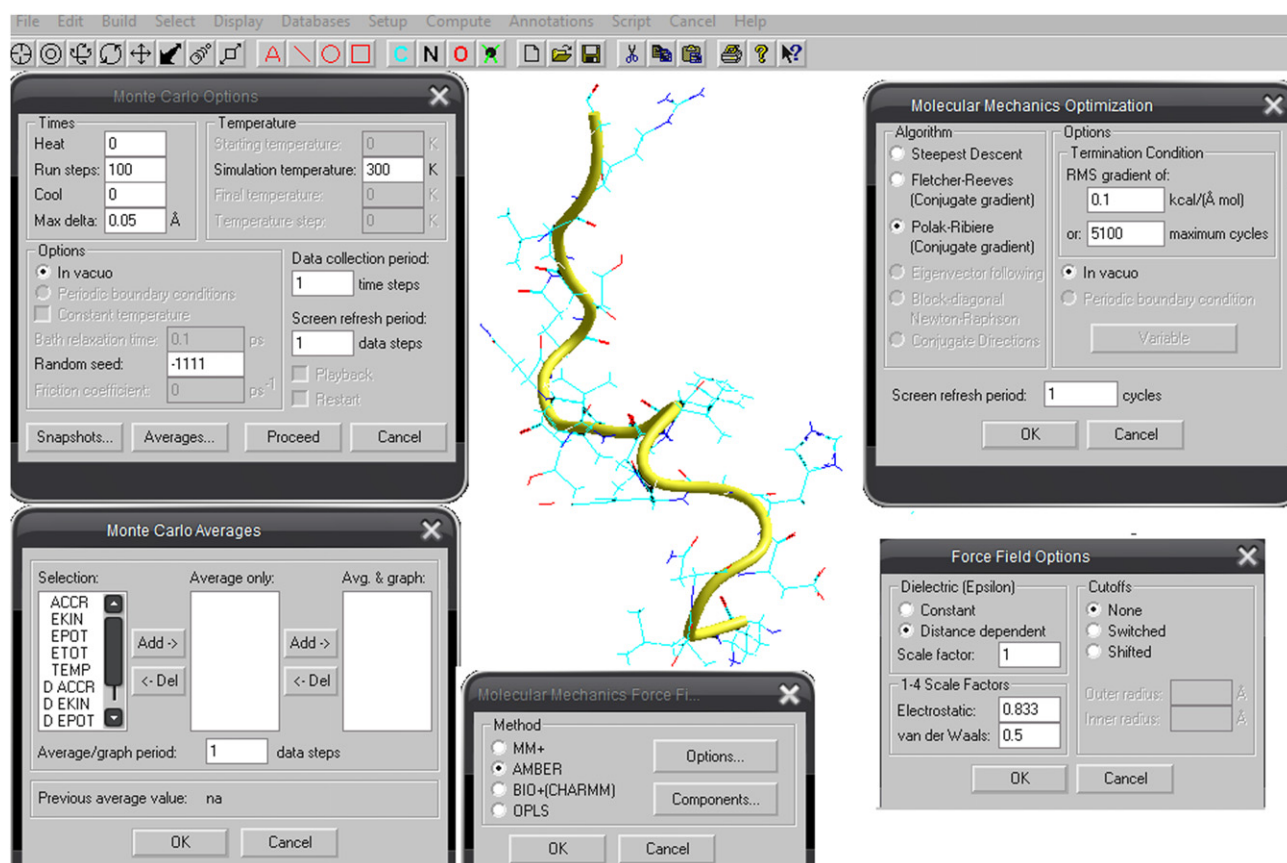 File Edit Build Select Display Databases Setup Compute Annotations Script Cancel Help
A C N O ? ?
Monte Carlo Options
Times
Heat 0
Run steps: 100
Cool 0
Max delta: 0.05 Å
Temperature
Starting temperature: 0 K
Simulation temperature: 300 K
Final temperature: 0 K
Temperature step: 0 K
Options
In vacuo
Periodic boundary conditions
Constant temperature
Bath relaxation time: 0.1 ps
Random seed: -1111
Friction coefficient: 0 ps-1
Data collection period:
1 time steps
Screen refresh period:
1 data steps
Playback
Restart
Snapshots... Averages... Proceed Cancel
Molecular Mechanics Optimization
Algorithm
Steepest Descent
Fletcher-Reeves
(Conjugate gradient)
Polak-Ribiere
(Conjugate gradient)
Eigenvector following
Block-diagonal
Newton-Raphson
Conjugate Directions
Options
Termination Condition
RMS gradient of:
0.1 kcal/(Å mol)
or: 5100 maximum cycles
In vacuo
Periodic boundary condition
Variable
Screen refresh period: 1 cycles
OK Cancel
Monte Carlo Averages
Selection:
ACCR
EKIN
EPOT
ETOT
TEMP
D ACCR
D EKIN
D EPOT
Add ->
<- Del
Average only:
Add ->
<- Del
Avg. & graph:
Average/graph period: 1 data steps
Previous average value: na
OK Cancel
Molecular Mechanics Force Fi...
Method
MM+
AMBER
BIO+(CHARMM)
OPLS
Options...
Components...
OK Cancel
Force Field Options
Dielectric (Epsilon)
Constant
Distance dependent
Scale factor: 1
1-4 Scale Factors
Electrostatic: 0.833
van der Waals: 0.5
Cutoffs
None
Switched
Shifted
Outer radius: Å
Inner radius: Å
OK Cancel